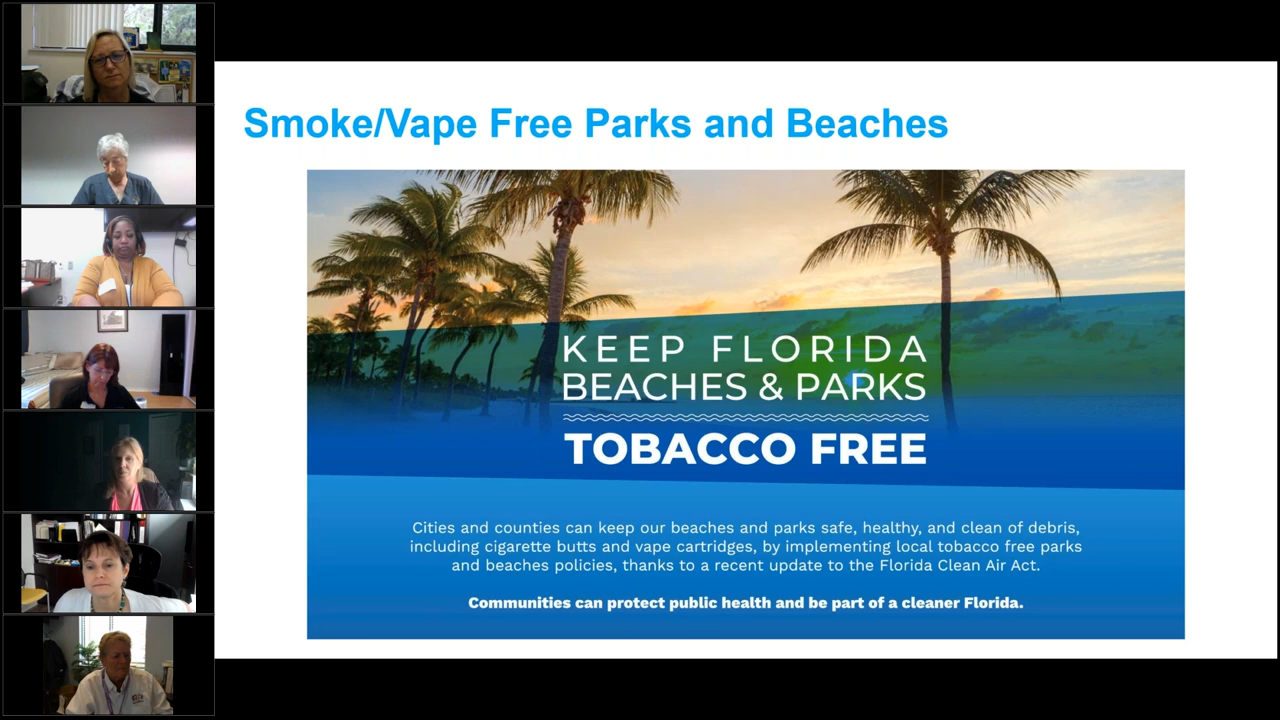 Smoke/Vape Free Parks and Beaches
KEEP FLORIDA
BEACHES & PARKS
TOBACCO FREE
Cities and counties can keep our beaches and parks safe, healthy, and clean of debris,
including cigarette butts and vape cartridges, by implementing local tobacco free parks
and beaches policies, thanks to a recent update to the Florida Clean Air Act.
Communities can protect public health and be part of a cleaner Florida.